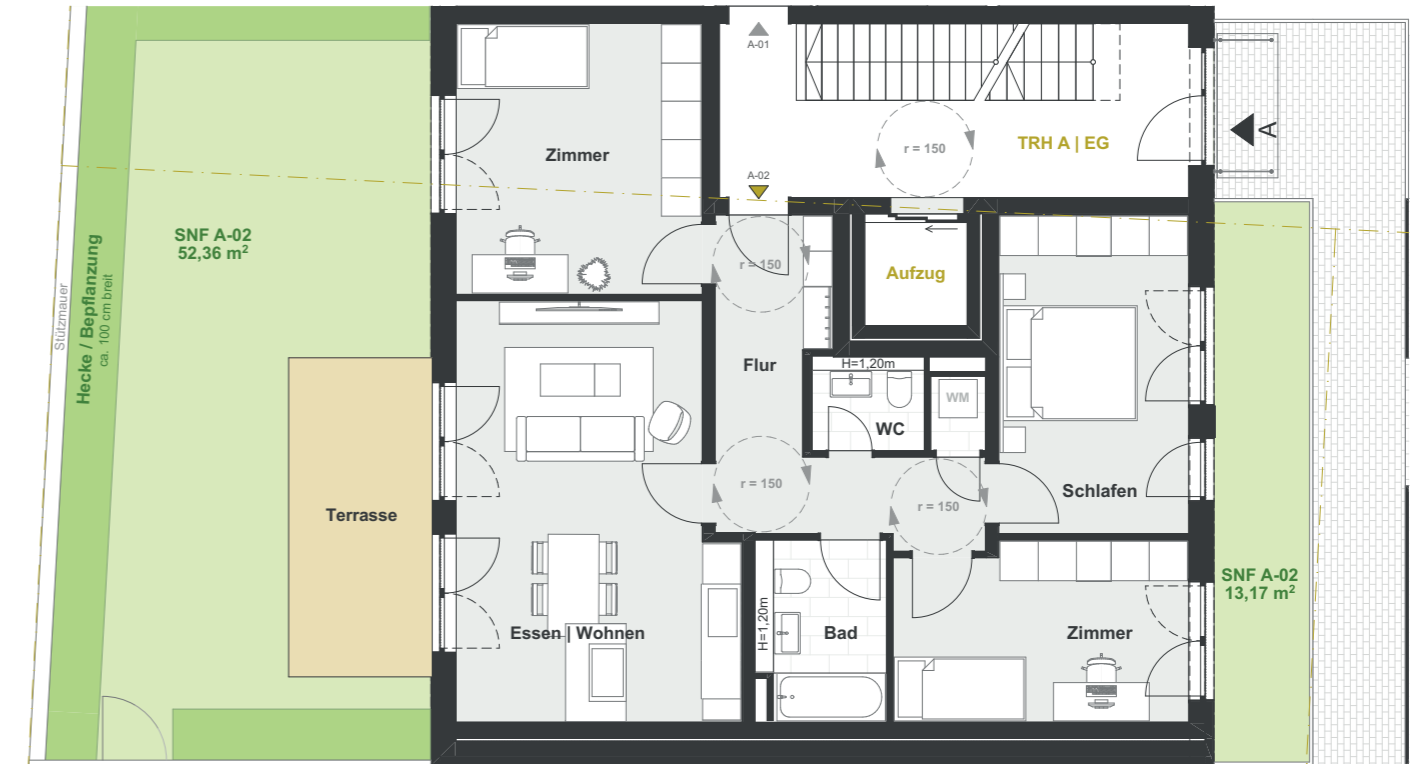 A-01
TRH A | EG
r = 150
A
Zimmer
A-02
SNF A-02
52,36 m²
Hecke / Bepflanzung
ca. 100 cm breit
Stützmauer
r = 150
Aufzug
Flur
H=1,20m
WC
WM
Terrasse
r = 150
r = 150
Schlafen
SNF A-02
13,17 m²
Essen | Wohnen
H=1,20m
Bad
Zimmer